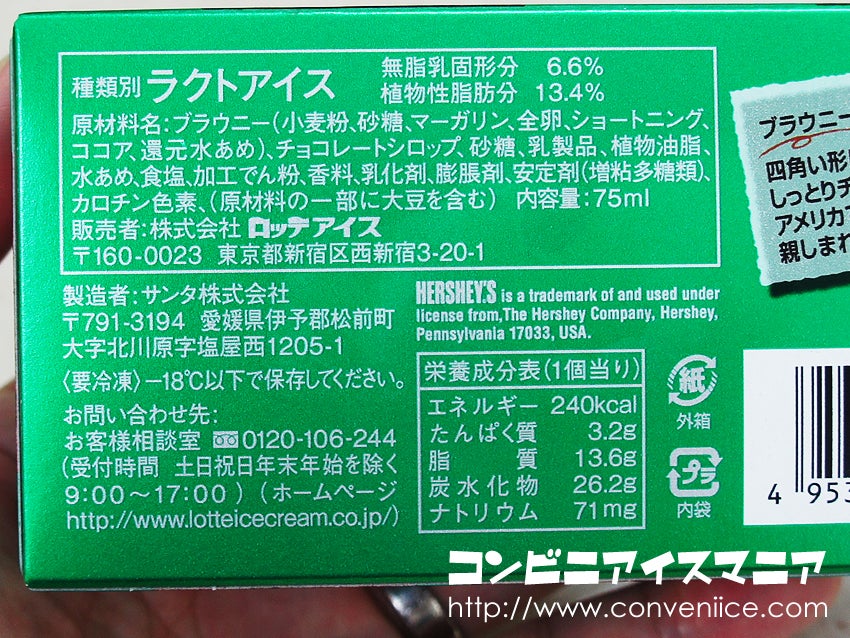 種類別 ラクトアイス
無脂乳固形分 6.6%
植物性脂肪分 13.4%
原材料名:ブラウニー(小麦粉、砂糖、マーガリン、全卵、ショートニング、
ココア、還元水あめ)、チョコレートシロップ、砂糖、乳製品、植物油脂、
水あめ、食塩、加工でん粉、香料、乳化剤、膨脹剤、安定剤(増粘多糖類)、
カロチン色素、(原材料の一部に大豆を含む) 内容量:75ml
販売者:株式会社 ロッテアイス
〒160-0023 東京都新宿区西新宿3-20-1
製造者:サンタ株式会社
〒791-3194 愛媛県伊予郡松前町
大字北川原字塩屋西1205-1
〈要冷凍〉−18℃以下で保存してください。
お問い合わせ先:
お客様相談室 0120-106-244
(受付時間 土日祝日年末年始を除く
9:00〜17:00)(ホームページ
http://www.lotteicecream.co.jp/)
HERSHEY'S is a trademark of and used under
license from,The Hershey Company, Hershey,
Pennsylvania 17033, USA.
栄養成分表(1個当り)
エネルギー 240kcal
たんぱく質 3.2g
脂質 13.6g
炭水化物 26.2g
ナトリウム 71mg
紙
外箱
プラ
内袋
ブラウニー
四角い形
しっとりチ
アメリカで
親しまれ
4 953
コンビニアイスマニア
http://www.conveniice.com/